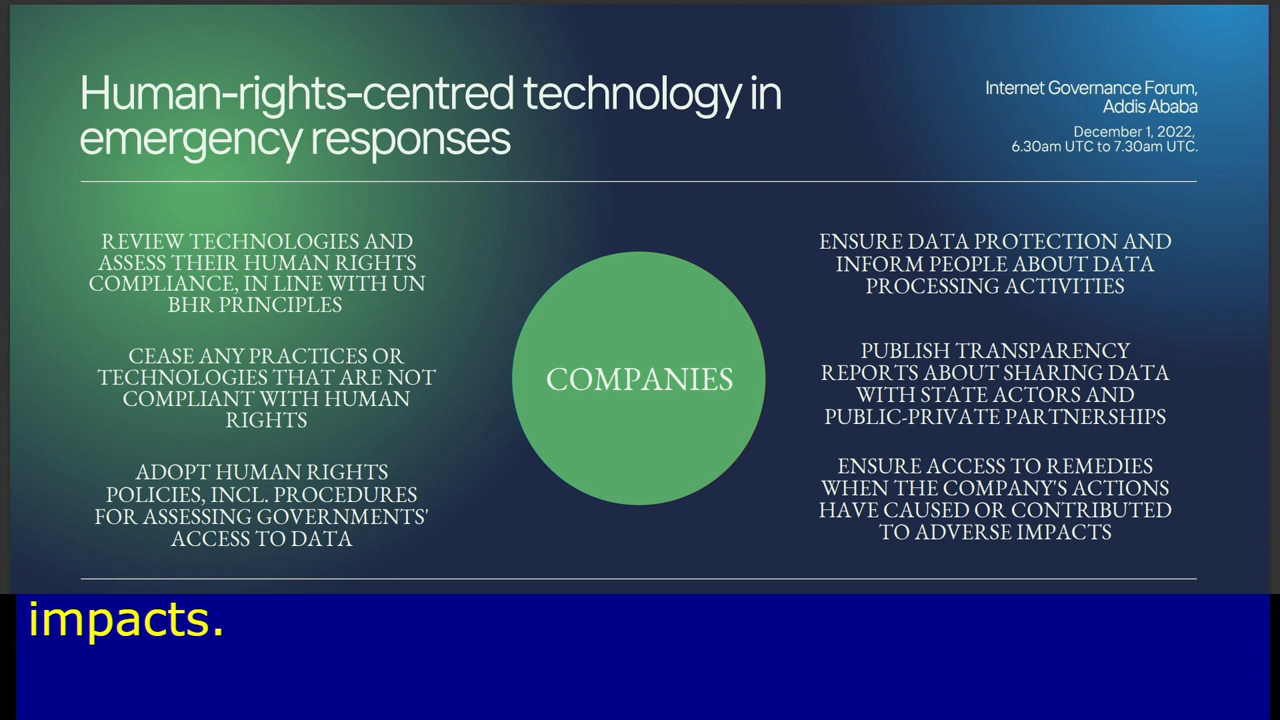 Human-rights-centred technology in
emergency responses
Internet Governance Forum,
Addis Ababa
December 1, 2022,
6.30am UTC to 7.30am UTC.
REVIEW TECHNOLOGIES AND
ASSESS THEIR HUMAN RIGHTS
COMPLIANCE, IN LINE WITH UN
BHR PRINCIPLES
CEASE ANY PRACTICES OR
TECHNOLOGIES THAT ARE NOT
COMPLIANT WITH HUMAN
RIGHTS
ADOPT HUMAN RIGHTS
POLICIES, INCL. PROCEDURES
FOR ASSESSING GOVERNMENTS'
ACCESS TO DATA
COMPANIES
ENSURE DATA PROTECTION AND
INFORM PEOPLE ABOUT DATA
PROCESSING ACTIVITIES
PUBLISH TRANSPARENCY
REPORTS ABOUT SHARING DATA
WITH STATE ACTORS AND
PUBLIC-PRIVATE PARTNERSHIPS
ENSURE ACCESS TO REMEDIES
WHEN THE COMPANY'S ACTIONS
HAVE CAUSED OR CONTRIBUTED
TO ADVERSE IMPACTS
impacts.